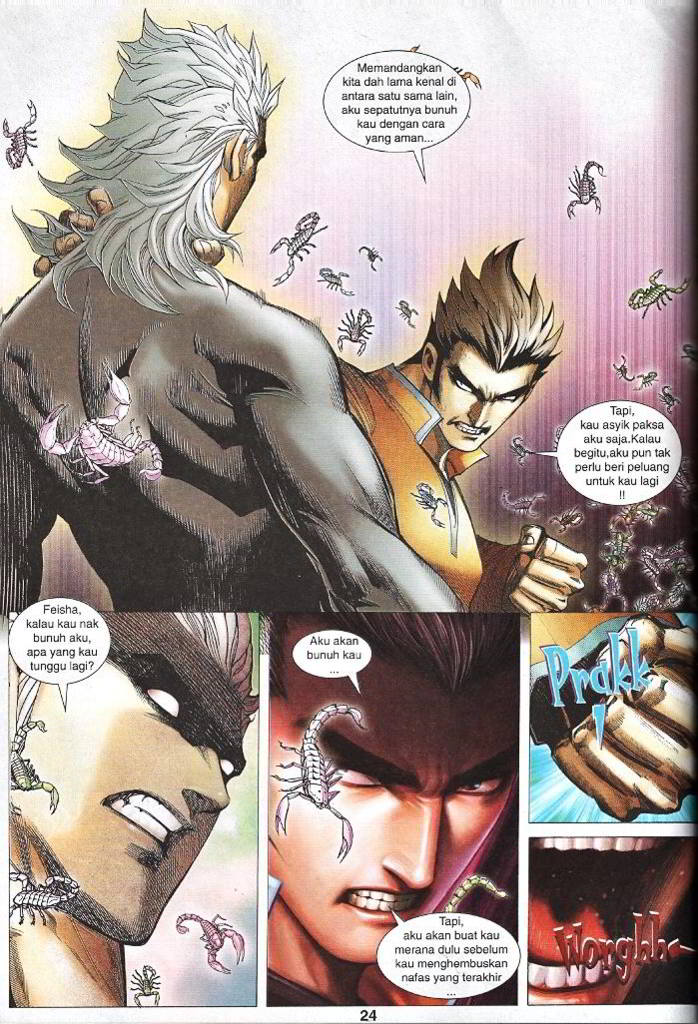 Memandangkan
kita dah lama kenal di
antara satu sama lain,
aku sepatutnya bunuh
kau dengan cara
yang aman...
Tapi,
kau asyik paksa
aku saja.Kalau
begitu,aku pun tak
perlu beri peluang
untuk kau lagi
!!
Feisha,
kalau kau nak
bunuh aku,
apa yang kau
tunggu lagi?
Aku akan
bunuh kau
...
Tapi,
aku akan buat kau
merana dulu sebelum
kau menghembuskan
nafas yang terakhir
...
Prakk
!
Worghh~
24